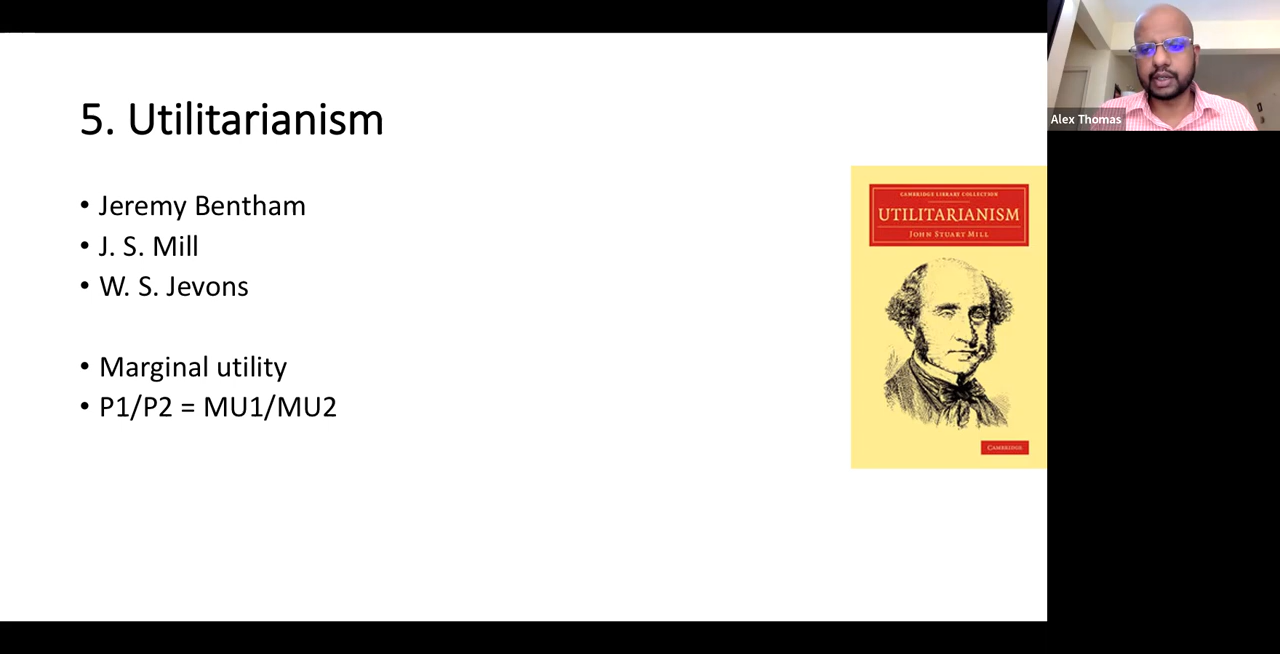 5. Utilitarianism
• Jeremy Bentham
• J. S. Mill
• W. S. Jevons
• Marginal utility
• P1/P2 = MU1/MU2
CAMBRIDGE LIBRARY COLLECTION
UTILITARIANISM
JOHN STUART MILL
CAMBRIDGE
Alex Thomas